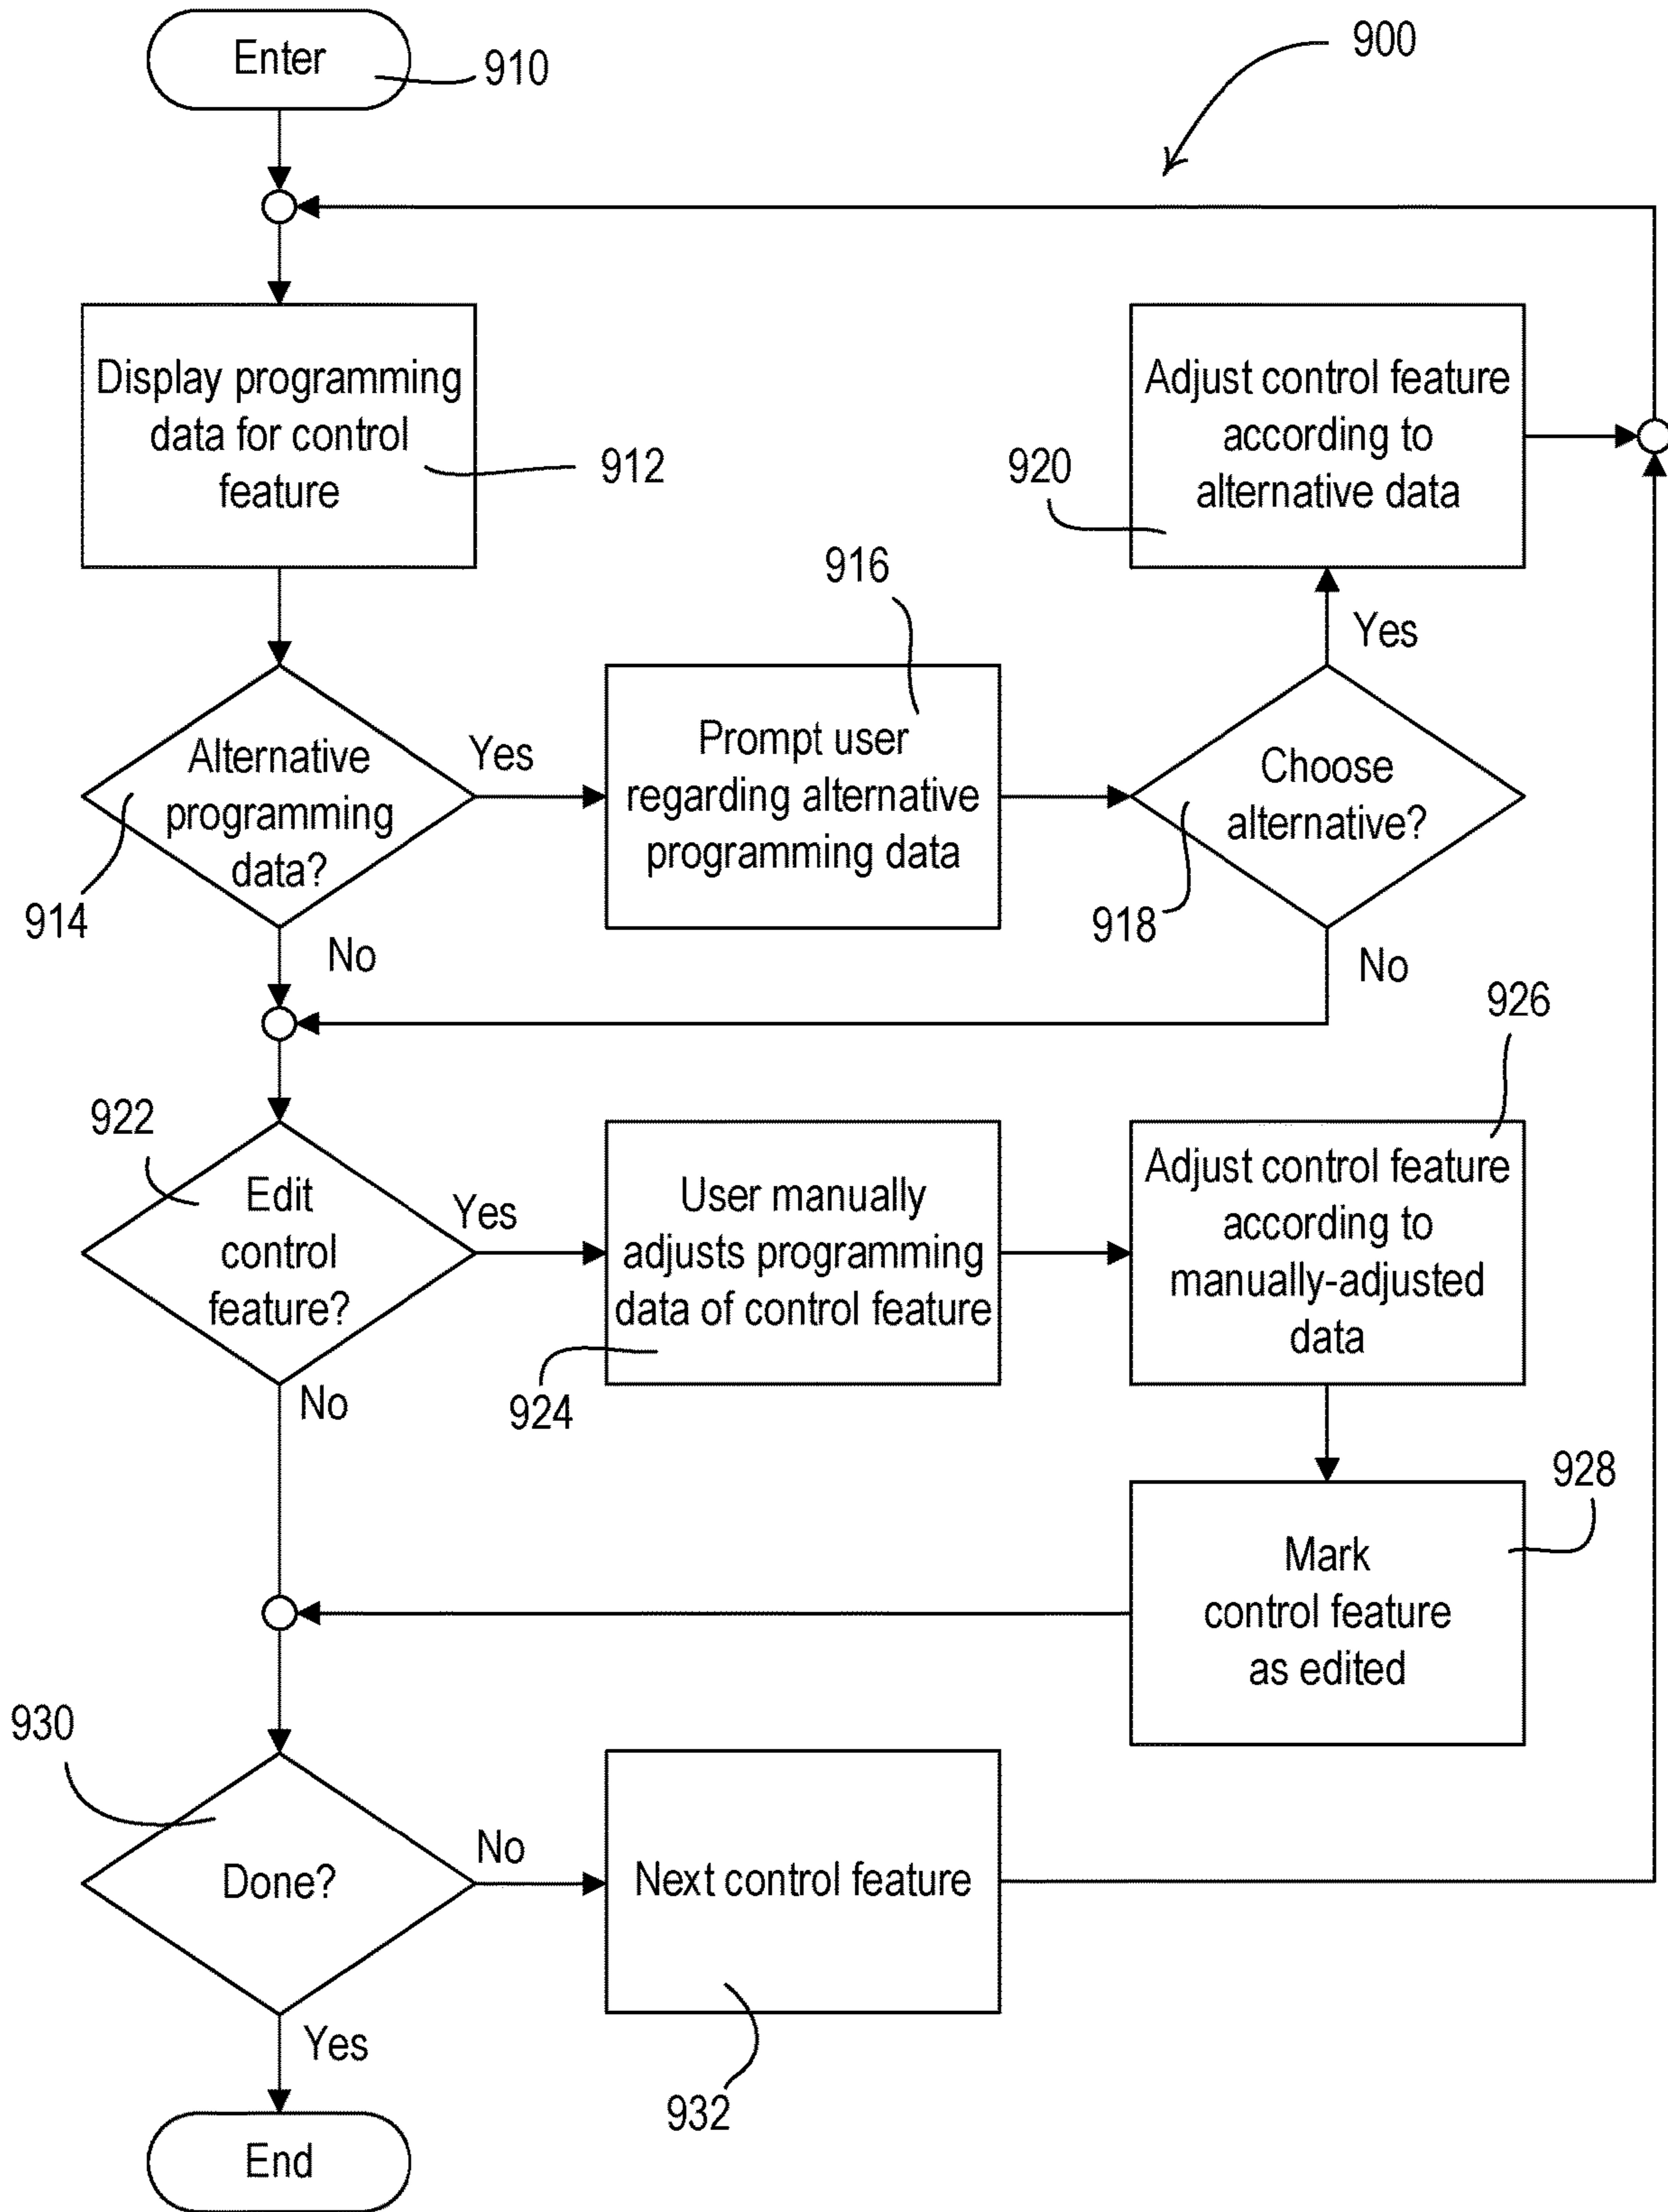 Enter
910
900
Display programming
data for control
feature
912
Adjust control feature
according to
alternative data
920
916
Yes
Alternative
programming
data?
914
Yes
Prompt user
regarding alternative
programming data
Choose
alternative?
918
No
No
926
922
Edit
control
feature?
Yes
User manually
adjusts programming
data of control feature
924
Adjust control feature
according to
manually-adjusted
data
No
928
Mark
control feature
as edited
930
Done?
No
Next control feature
932
Yes
End